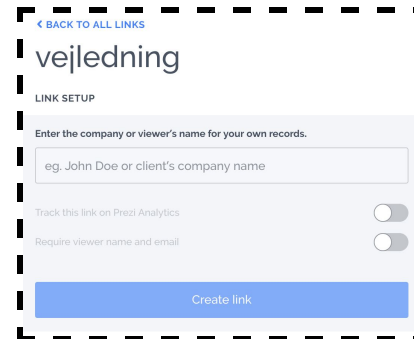 BACK TO ALL LINKS
vejledning
LINK SETUP
Enter the company or viewer's name for your own records.
eg. John Doe or client's company name
Track this link on Prezi Analytics
Require viewer name and email
Create link